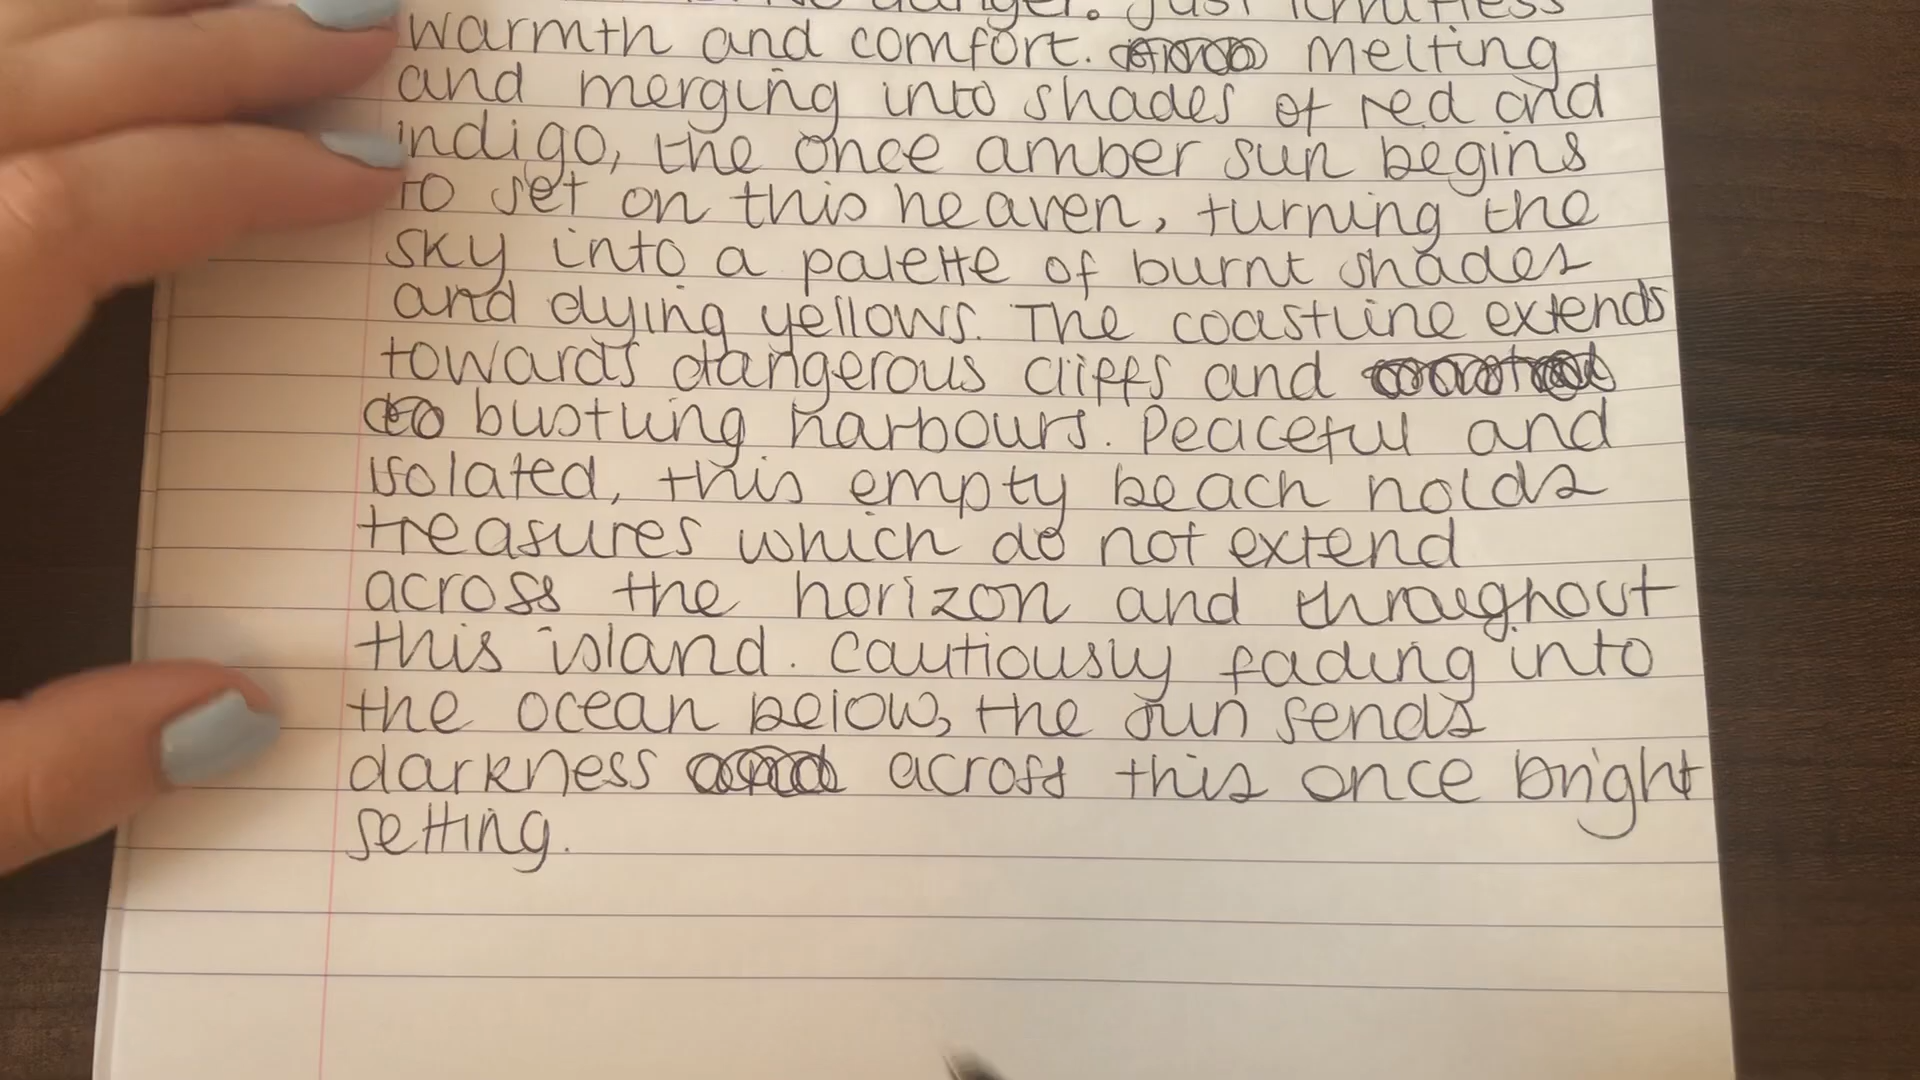 danger. Just limitless
warmth and comfort. Melting
and merging into shades of red and
indigo, the once amber sun begins
to set on this heaven, turning the
sky into a palette of burnt shades
and dying yellows. The coastline extends
towards dangerous cliffs and
bustling harbours. Peaceful and
isolated, this empty beach holds
treasures which do not extend
across the horizon and throughout
this island. Cautiously fading into
the ocean below, the sun sends
darkness across this once bright
setting.